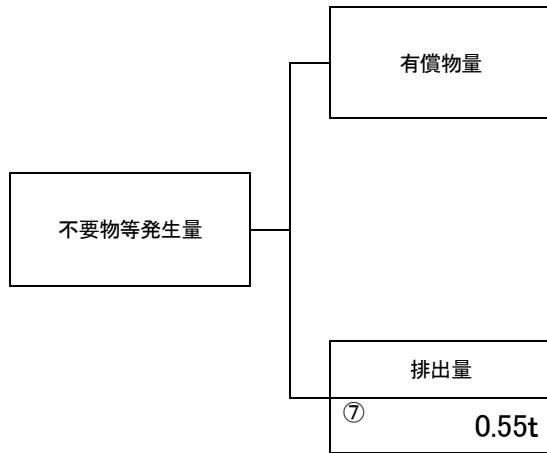 有償物量
不要物等発生量
排出量
⑦
0.55t